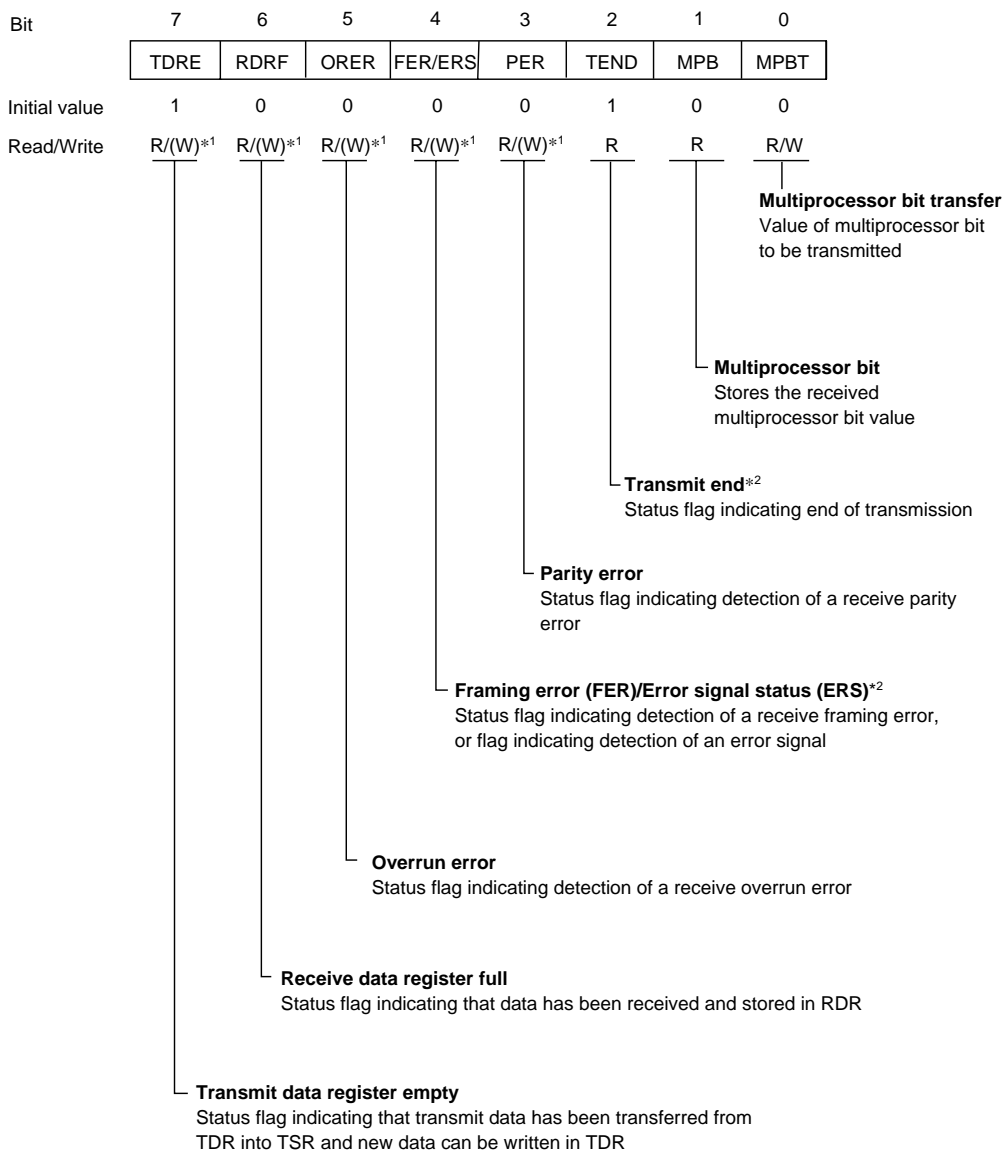 Bit 7 6 5 4 3 2 1 0
TDRE RDRF ORER FER/ERS PER TEND MPB MPBT
Initial value 1 0 0 0 0 1 0 0
Read/Write R/(W)*1 R/(W)*1 R/(W)*1 R/(W)*1 R/(W)*1 R R R/W
Multiprocessor bit transfer
Value of multiprocessor bit
to be transmitted
Multiprocessor bit
Stores the received
multiprocessor bit value
Transmit end*2
Status flag indicating end of transmission
Parity error
Status flag indicating detection of a receive parity
error
Framing error (FER)/Error signal status (ERS)*2
Status flag indicating detection of a receive framing error,
or flag indicating detection of an error signal
Overrun error
Status flag indicating detection of a receive overrun error
Receive data register full
Status flag indicating that data has been received and stored in RDR
Transmit data register empty
Status flag indicating that transmit data has been transferred from
TDR into TSR and new data can be written in TDR